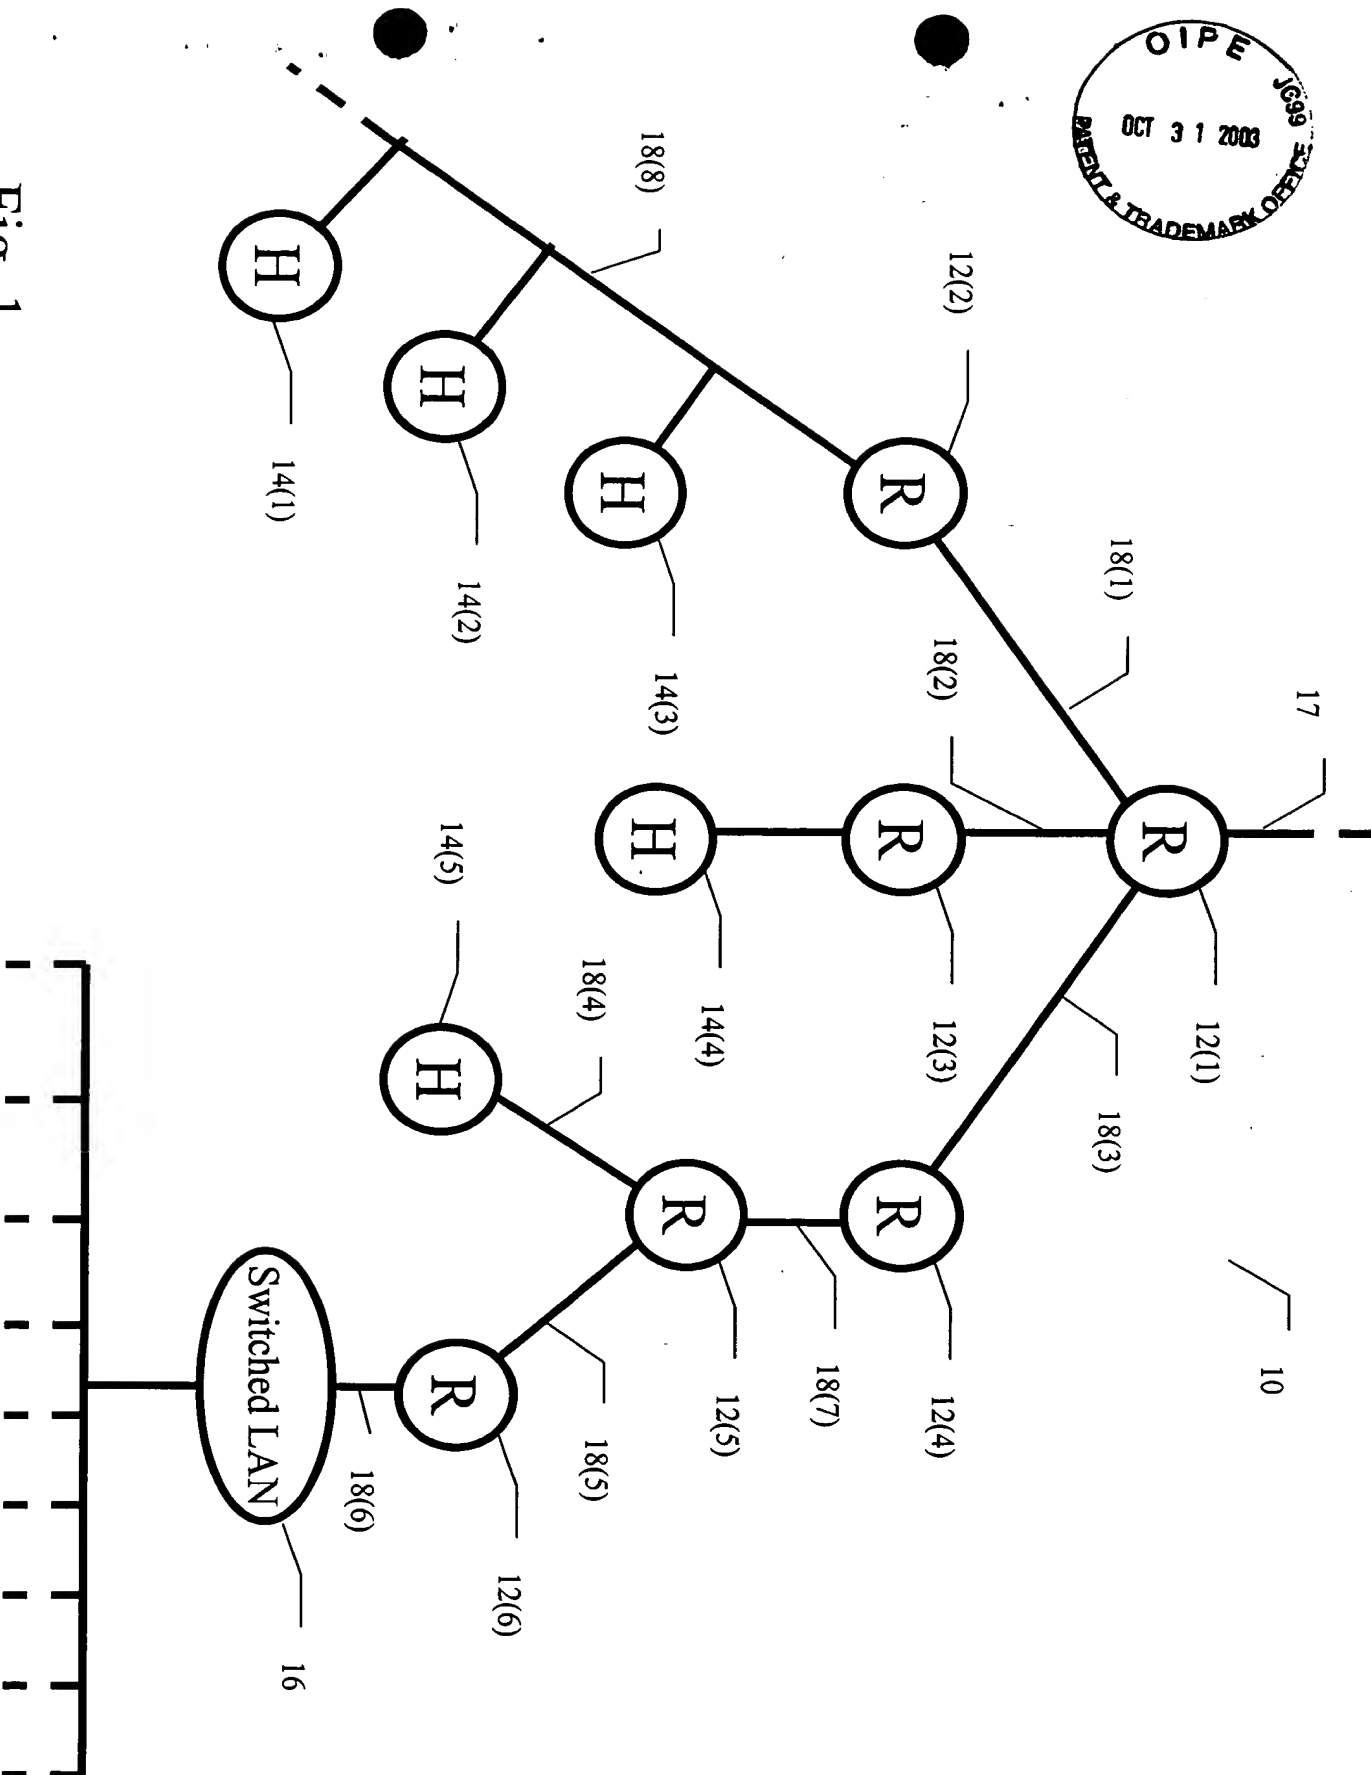 OIPE JC99
OCT 31 2003
PATENT & TRADEMARK OFFICE
17
10
R
12(1)
18(1)
18(2)
18(3)
12(2)
R
R
12(3)
R
12(4)
18(8)
18(7)
H
14(3)
H
14(4)
R
12(5)
18(4)
18(5)
H
14(2)
14(5)
H
R
12(6)
18(6)
H
14(1)
Switched LAN
16
Fig. 1